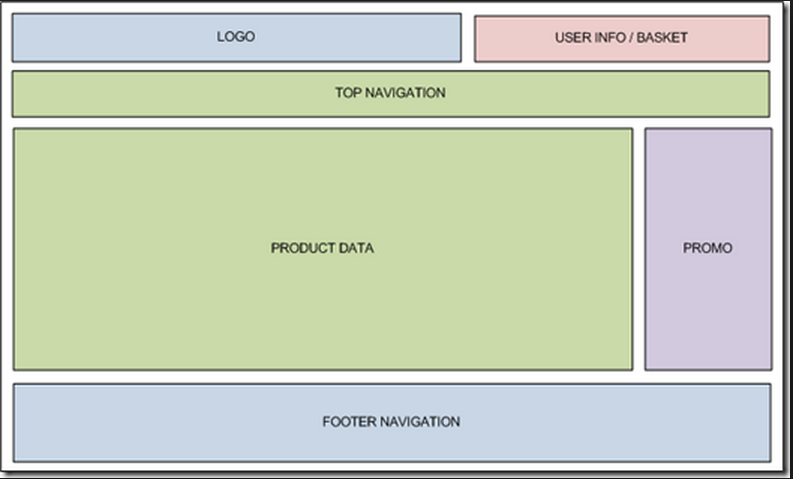 LOGO
USER INFO / BASKET
TOP NAVIGATION
PRODUCT DATA
PROMO
FOOTER NAVIGATION